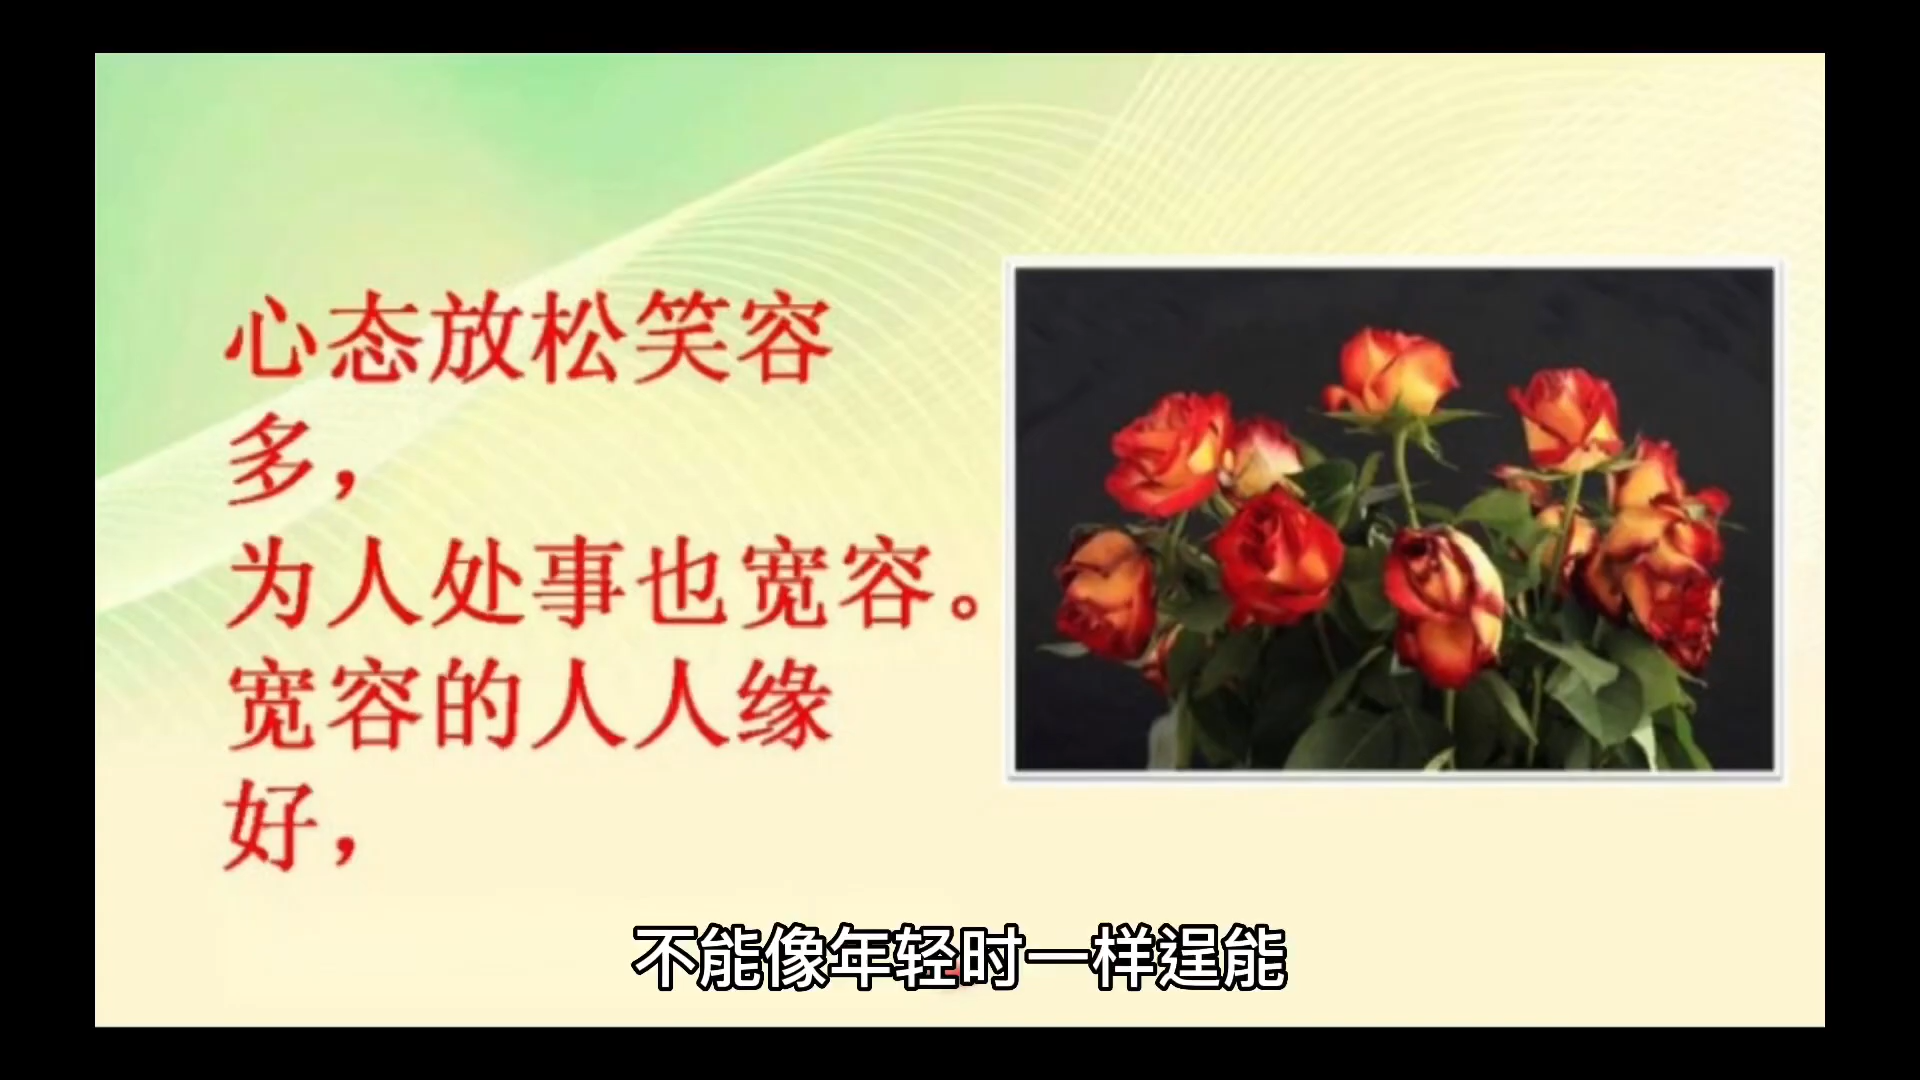 心态放松笑容
多，
为人处事也宽容。
宽容的人人缘
好，
不能像年轻时一样逞能